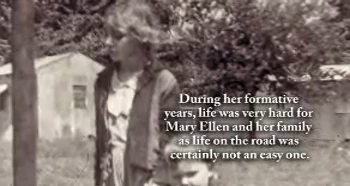 During her formative
years, life was very hard for
Mary Ellen and her family
as life on the road was
certainly not an easy one.